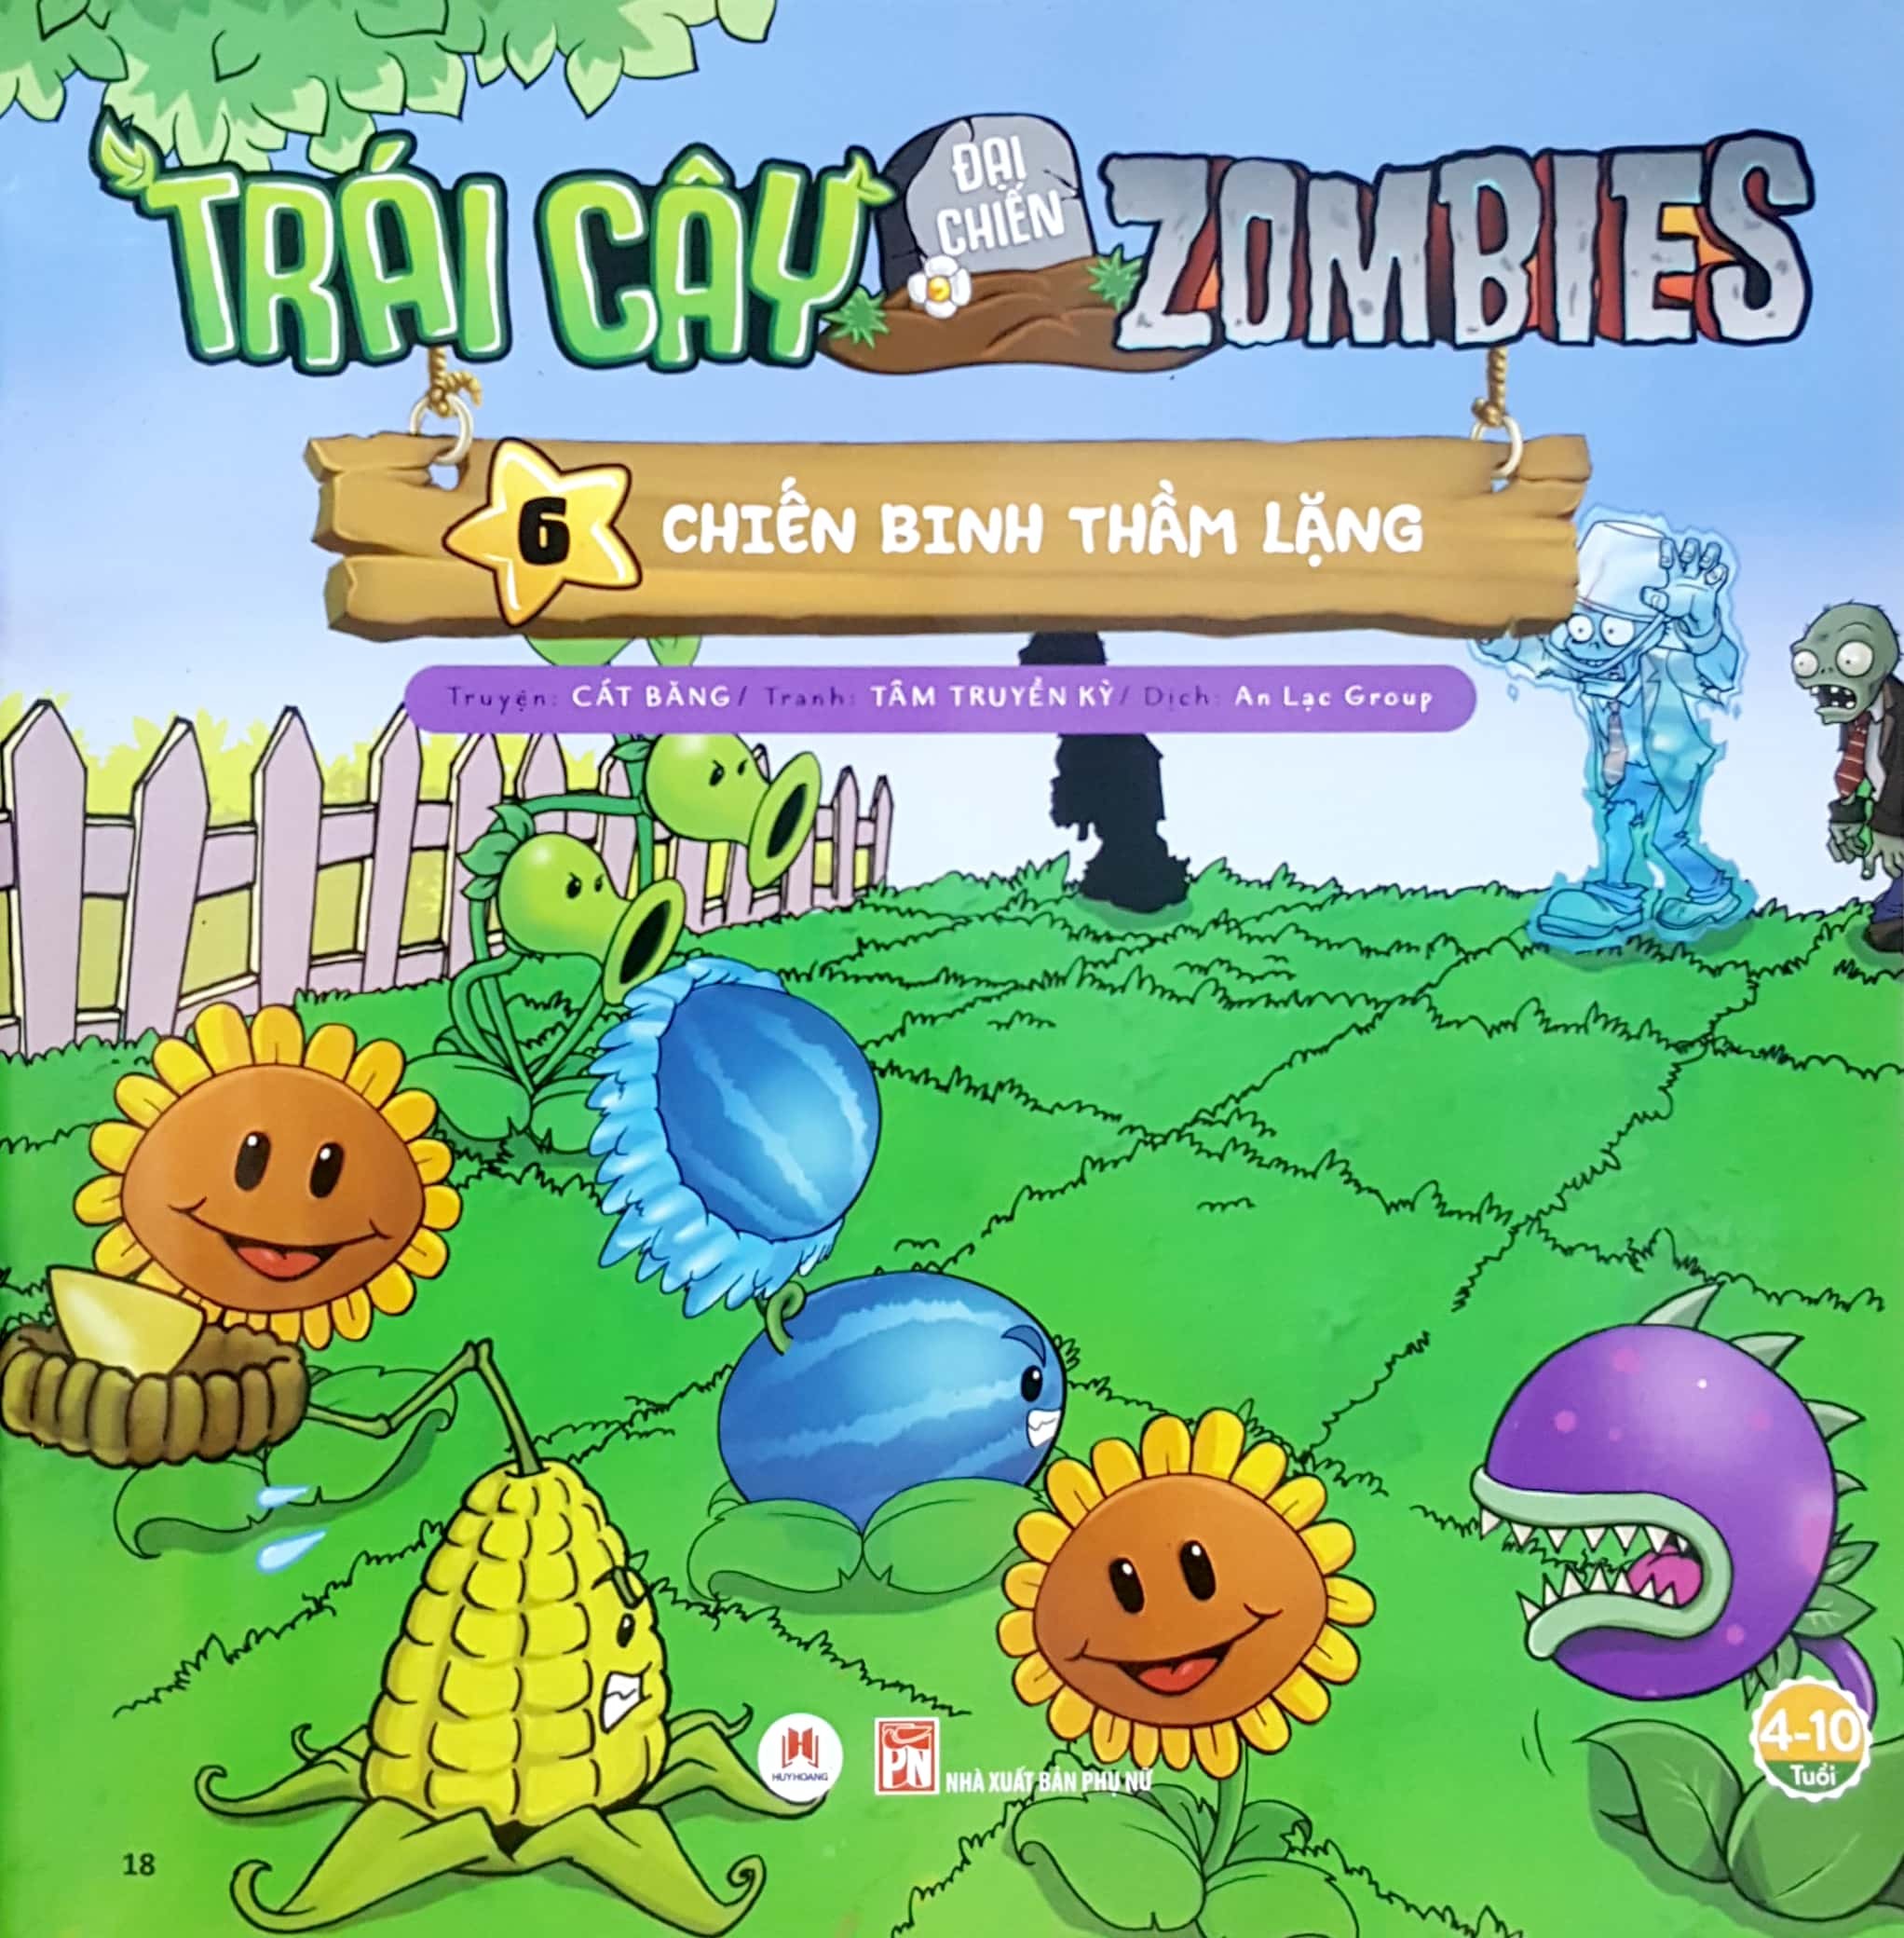 TRÁI CÂY ĐẠI CHIẾN ZOMBIES
6 CHIẾN BINH THẦM LẶNG
Truyện: CÁT BĂNG / Tranh: TÂM TRUYỀN KỲ / Dịch: An Lạc Group
HUYHOANG
PN NHÀ XUẤT BẢN PHỤ NỮ
4-10
Tuổi
18